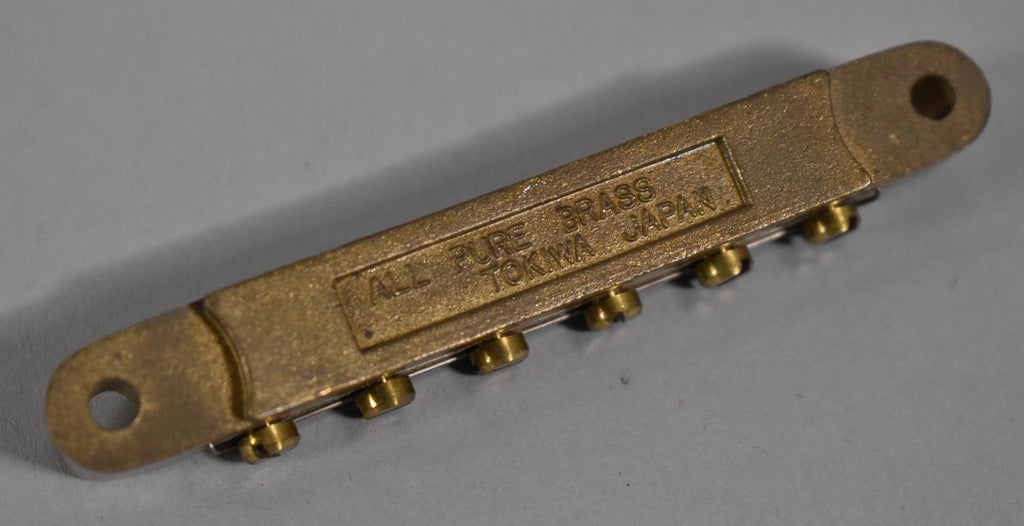 ALL PURE BRASS
TOKIWA JAPAN